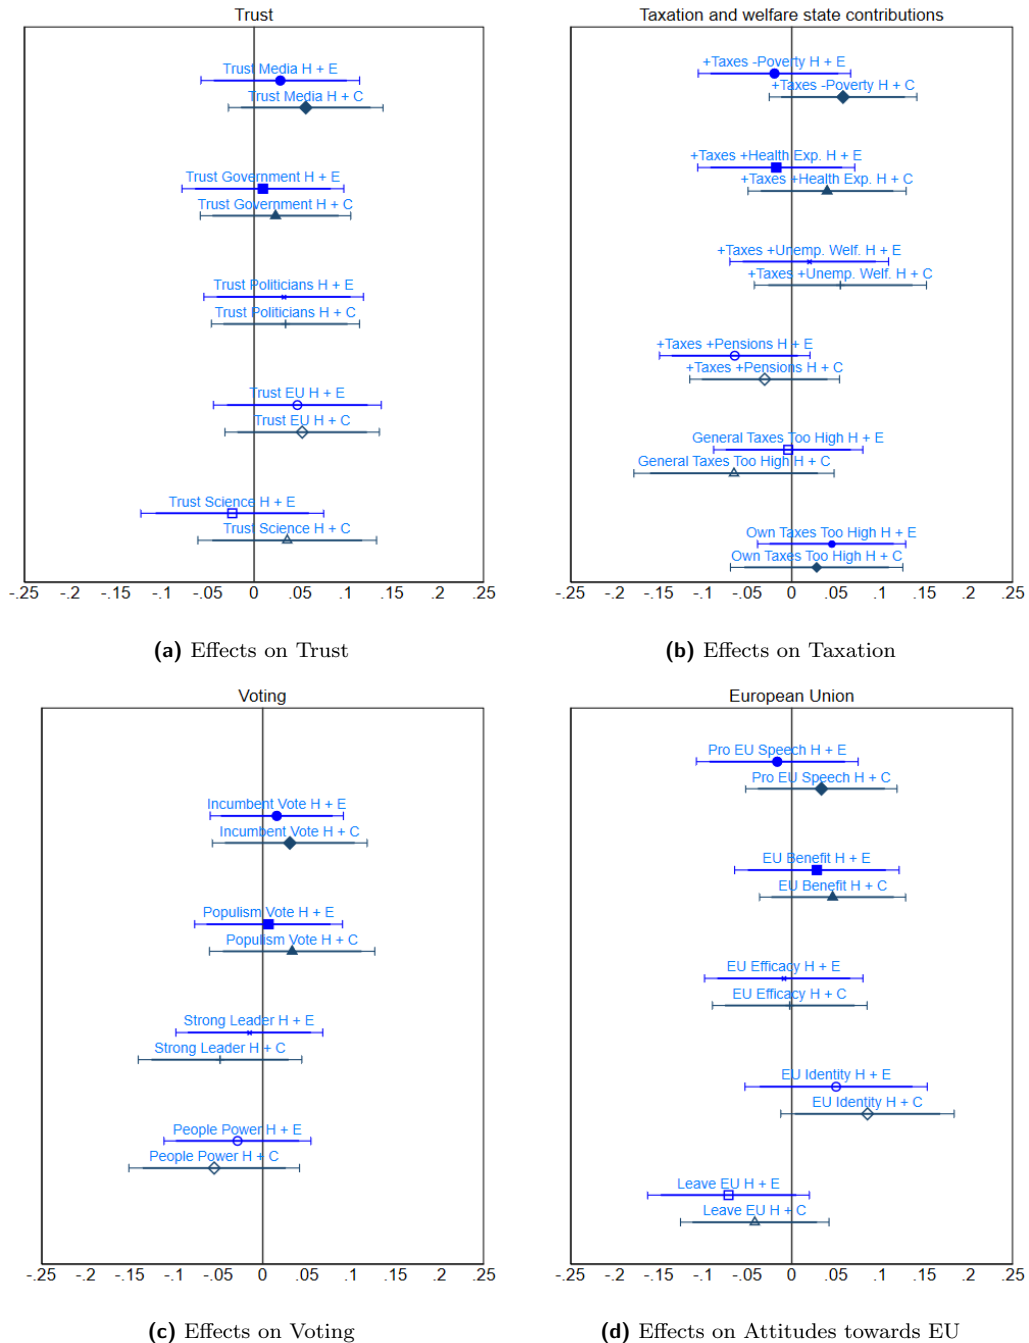 Trust
Trust Media H + E
Trust Media H + C
Trust Government H + E
Trust Government H + C
Trust Politicians H + E
Trust Politicians H + C
Trust EU H + E
Trust EU H + C
Trust Science H + E
Trust Science H + C
-.25 -.2 -.15 -.1 -.05 0 .05 .1 .15 .2 .25
(a) Effects on Trust
Taxation and welfare state contributions
+Taxes -Poverty H + E
+Taxes -Poverty H + C
+Taxes +Health Exp. H + E
+Taxes +Health Exp. H + C
+Taxes +Unemp. Welf. H + E
+Taxes +Unemp. Welf. H + C
+Taxes +Pensions H + E
+Taxes +Pensions H + C
General Taxes Too High H + E
General Taxes Too High H + C
Own Taxes Too High H + E
Own Taxes Too High H + C
-.25 -.2 -.15 -.1 -.05 0 .05 .1 .15 .2 .25
(b) Effects on Taxation
Voting
Incumbent Vote H + E
Incumbent Vote H + C
Populism Vote H + E
Populism Vote H + C
Strong Leader H + E
Strong Leader H + C
People Power H + E
People Power H + C
-.25 -.2 -.15 -.1 -.05 0 .05 .1 .15 .2 .25
(c) Effects on Voting
European Union
Pro EU Speech H + E
Pro EU Speech H + C
EU Benefit H + E
EU Benefit H + C
EU Efficacy H + E
EU Efficacy H + C
EU Identity H + E
EU Identity H + C
Leave EU H + E
Leave EU H + C
-.25 -.2 -.15 -.1 -.05 0 .05 .1 .15 .2 .25
(d) Effects on Attitudes towards EU